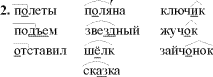 2. полеты поляна ключик
подъем звездный жучок
отставил шёлк зайчонок
сказка